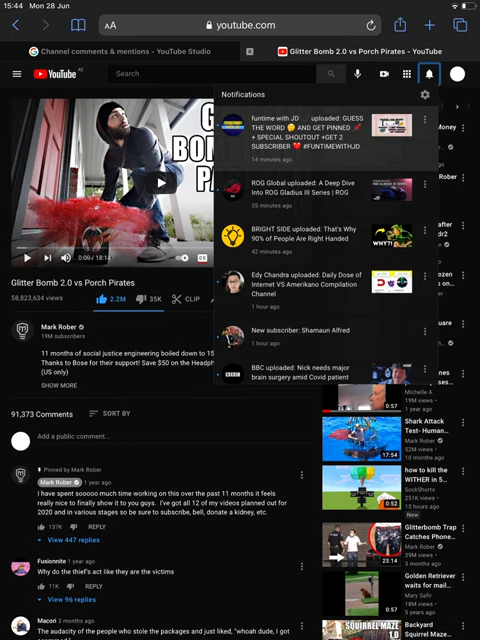 15:44 Mon 28 Jun
AA
youtube.com
Channel comments & mentions - YouTube Studio
Glitter Bomb 2.0 vs Porch Pirates - YouTube
YouTube AE
Search
Notifications
funtime with JD uploaded: GUESS
THE WORD 🤔 AND GET PINNED 📌
+ SPECIAL SHOUTOUT +GET 2
SUBSCRIBER ❤️ #FUNTIMEWITHJD
14 minutes ago
ROG Global uploaded: A Deep Dive
Into ROG Gladius III Series | ROG
BRIGHT SIDE uploaded: That's Why
90% of People Are Right Handed
WHY?!
42 minutes ago
Edy Chandra uploaded: Daily Dose of
Internet VS Amerikano Compilation
Channel
1 hour ago
New subscriber: Shamaun Alfred
1 hour ago
BBC uploaded: Nick needs major
brain surgery amid Covid patient
BBC
0:00 / 18:14
Glitter Bomb 2.0 vs Porch Pirates
58,823,634 views
2.2M
35K
CLIP
Mark Rober
19M subscribers
11 months of social justice engineering boiled down to 15
Thanks to Bose for their support! Save $50 on the Headph
(US only)
SHOW MORE
91,373 Comments
SORT BY
Add a public comment...
Pinned by Mark Rober
Mark Rober 1 year ago
I have spent sooooo much time working on this over the past 11 months it feels
really nice to finally show it to you guys. I've got all 12 of my videos planned out for
2020 and in various stages so be sure to subscribe, bell, donate a kidney, etc.
137K
REPLY
View 447 replies
Fusionnite 1 year ago
Why do the thief's act like they are the victims
11K
REPLY
View 96 replies
Macori 3 months ago
The audacity of the people who stole the packages and just liked, "whoah dude, I got
Money
Rober
after
ozen
uare
Michelle A
19M views •
1 year ago
0:57
Shark Attack
Test- Human...
Mark Rober
52M views •
10 months ago
17:54
how to kill the
WITHER in 5...
SockShorts
251K views •
15 hours ago
New
0:52
Glitterbomb Trap
Catches Phone...
Mark Rober
39M views •
3 months ago
23:14
Golden Retriever
waits for mail...
Mary Safir
18M views •
5 years ago
0:57
Backyard
Squirrel Maze...
Mark Rober
SQUIRREL MAZE
1.0